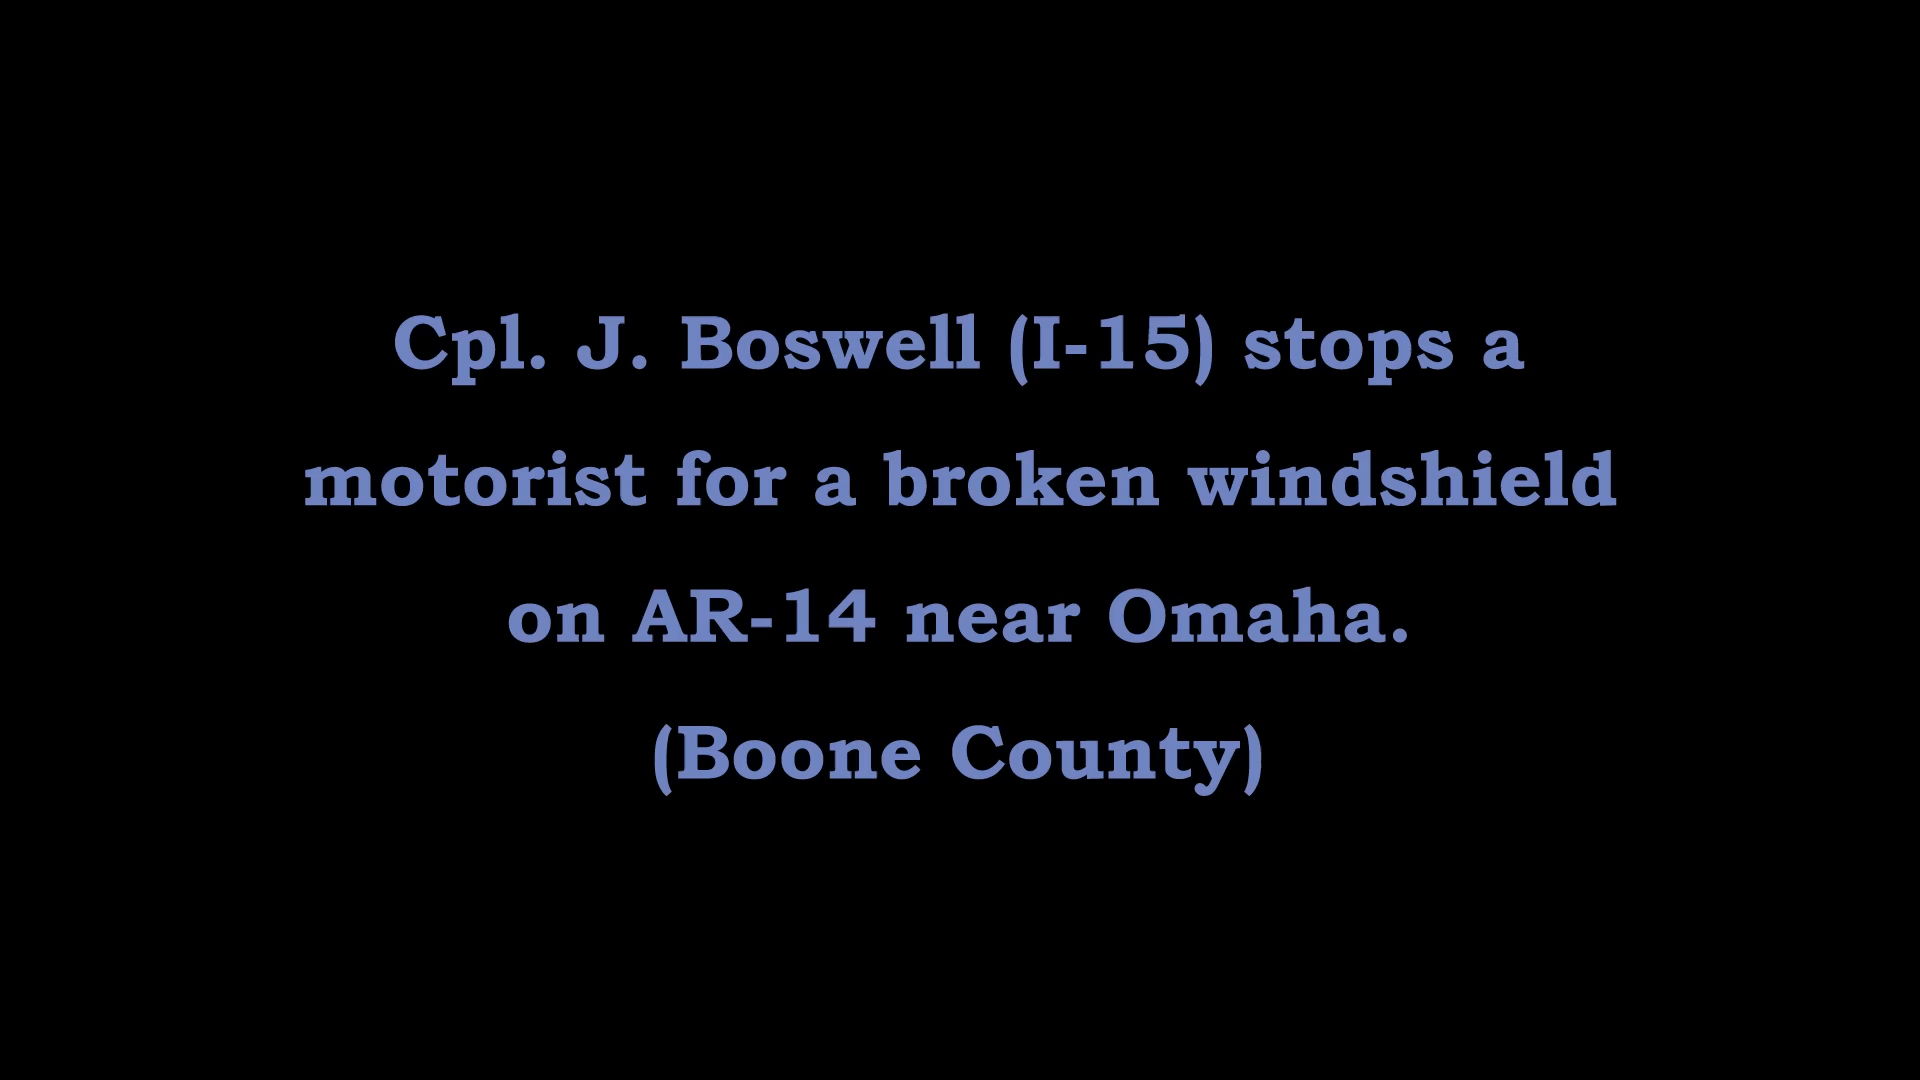 Cpl. J. Boswell (I-15) stops a
motorist for a broken windshield
on AR-14 near Omaha.
(Boone County)